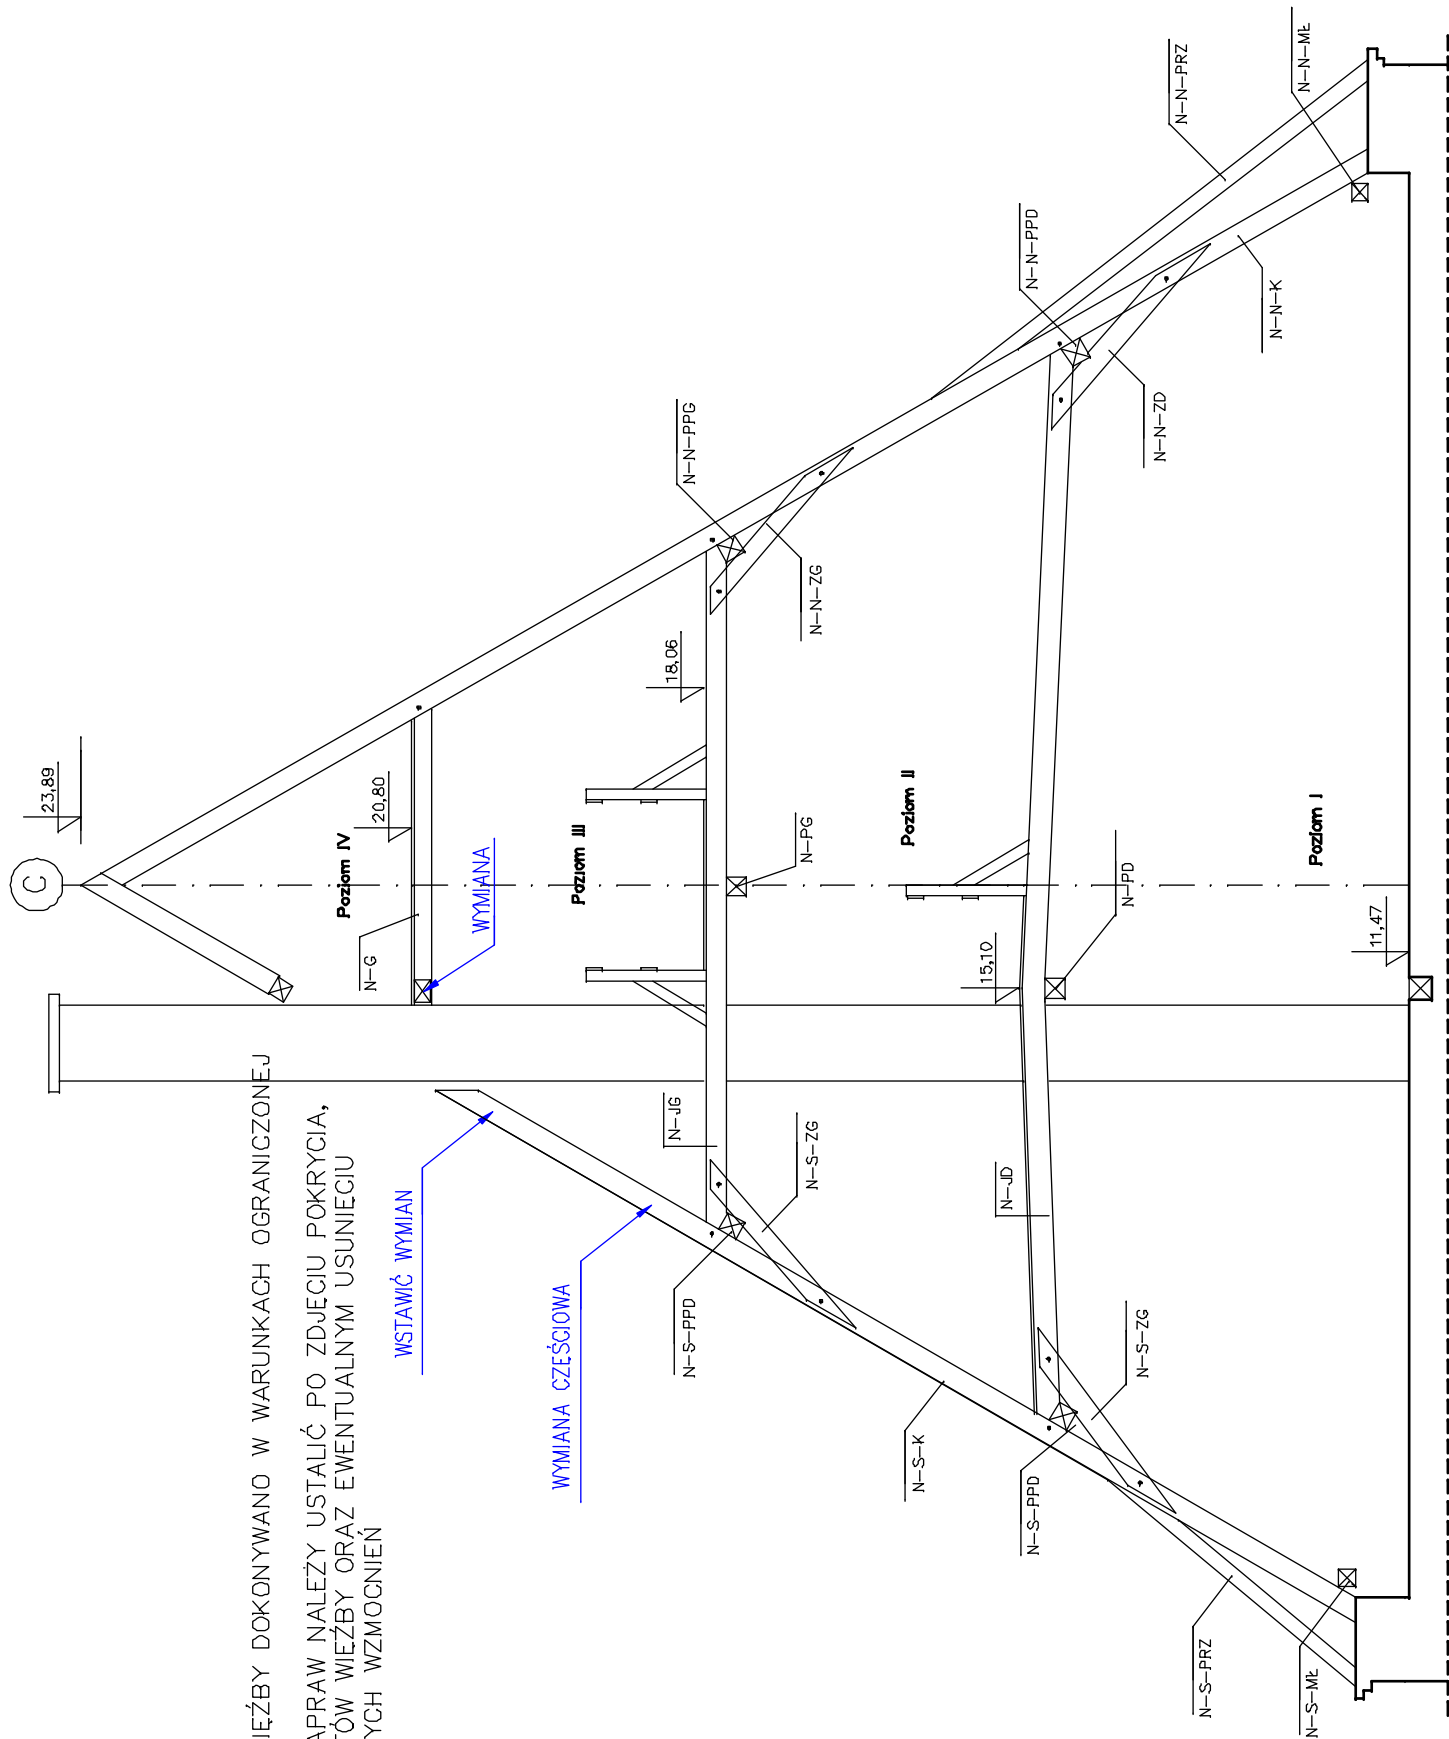 IĘŹBY DOKONYWANO W WARUNKACH OGRANICZONEJ
APRAW NALEŻY USTALIĆ PO ZDJĘCIU POKRYCIA,
TÓW WIĘŹBY ORAZ EWENTUALNYM USUNIĘCIU
YCH WZMOCNIEŃ
C
23,89
Poziom IV
20,80
N-G
WYMIANA
WSTAWIĆ WYMIAN
WYMIANA CZĘŚCIOWA
Poziom III
18,06
N-JG
N-PG
N-N-PPG
N-N-ZG
N-S-PPD
N-S-ZG
Poziom II
15,10
N-JD
N-PD
N-S-K
N-S-PPD
N-S-ZG
N-N-PPD
N-N-ZD
N-N-K
N-N-PRZ
N-N-MŁ
Poziom I
11,47
N-S-PRZ
N-S-MŁ